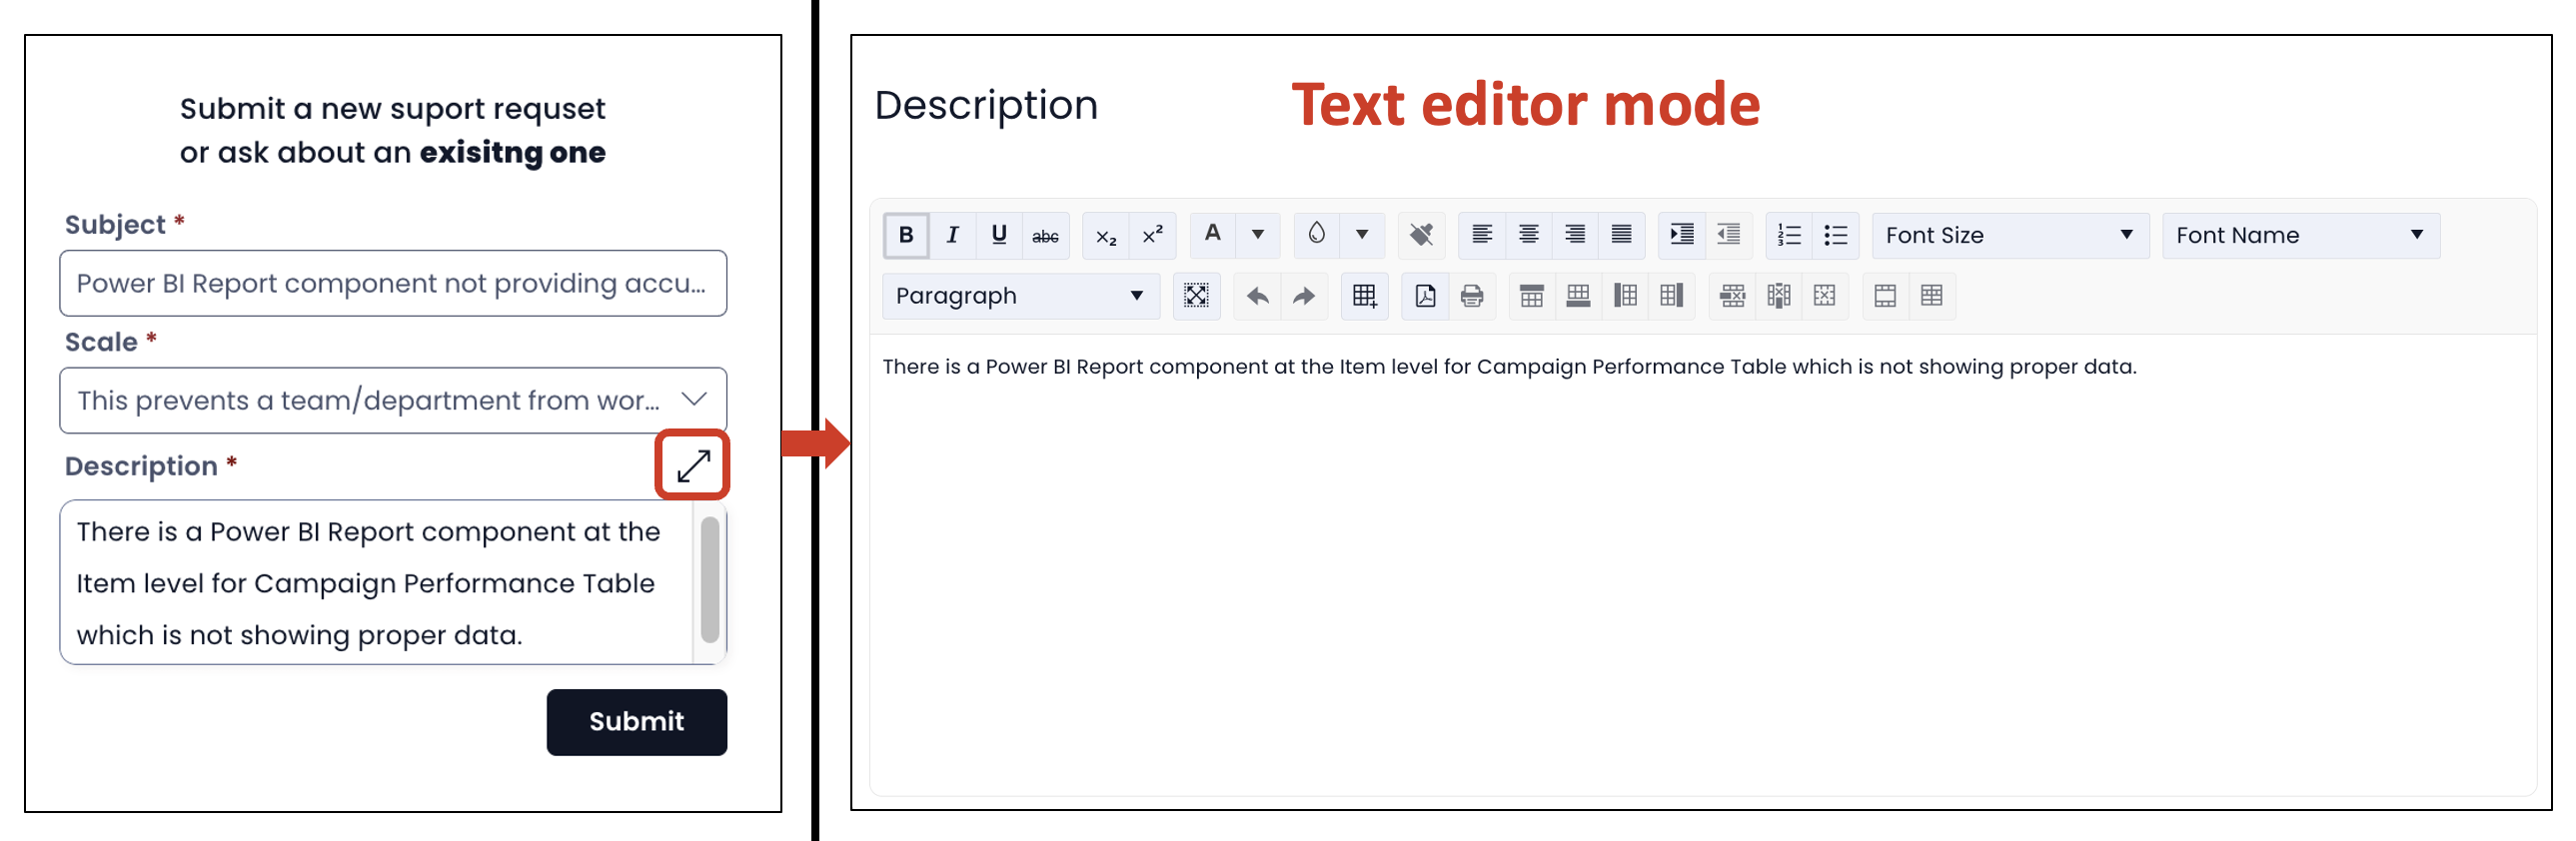 Submit a new suport requset
or ask about an exisitng one
Subject *
Power BI Report component not providing accu...
Scale *
This prevents a team/department from wor...
Description *
There is a Power BI Report component at the
Item level for Campaign Performance Table
which is not showing proper data.
Submit
Description
Text editor mode
B I U abc x₂ x² A Font Size Font Name
Paragraph
There is a Power BI Report component at the Item level for Campaign Performance Table which is not showing proper data.